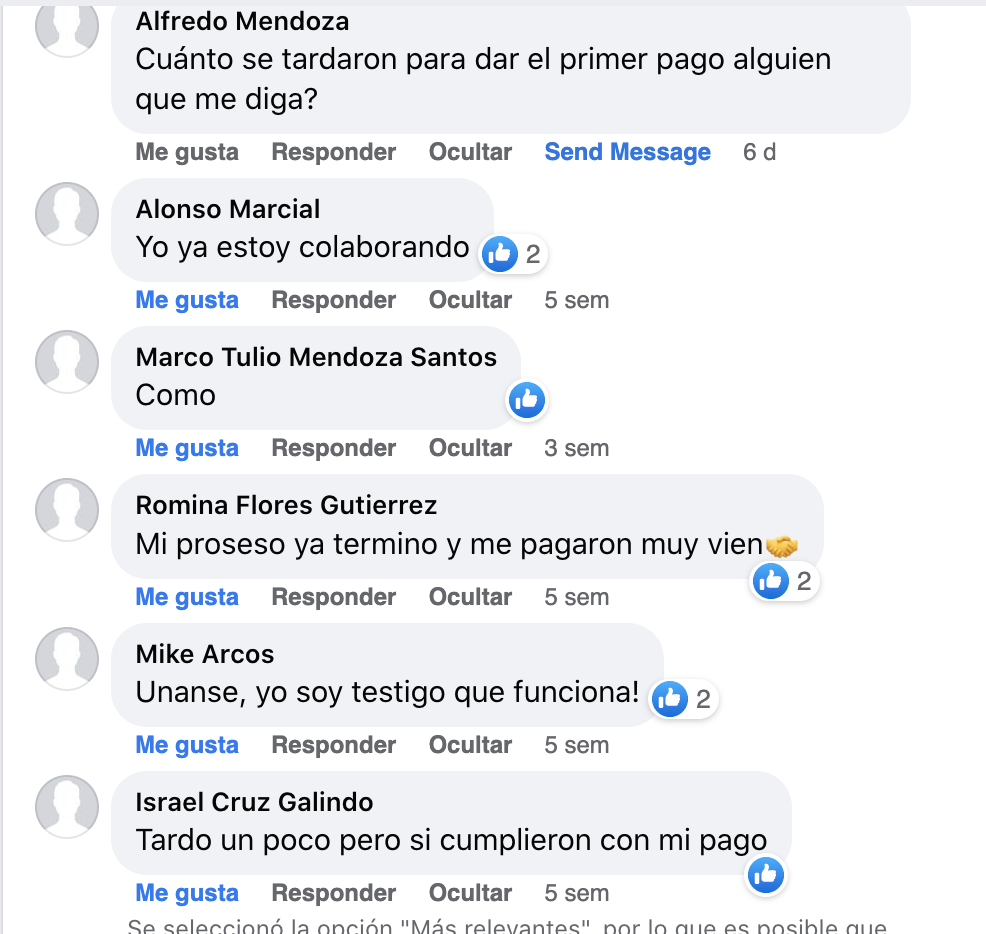 Alfredo Mendoza
Cuánto se tardaron para dar el primer pago alguien
que me diga?
Me gusta Responder Ocultar Send Message 6 d
Alonso Marcial
Yo ya estoy colaborando
2
Me gusta Responder Ocultar 5 sem
Marco Tulio Mendoza Santos
Como
Me gusta Responder Ocultar 3 sem
Romina Flores Gutierrez
Mi proseso ya termino y me pagaron muy vien🤝
2
Me gusta Responder Ocultar 5 sem
Mike Arcos
Unanse, yo soy testigo que funciona!
2
Me gusta Responder Ocultar 5 sem
Israel Cruz Galindo
Tardo un poco pero si cumplieron con mi pago
Me gusta Responder Ocultar 5 sem
Se seleccionó la opción "Más relevantes", por lo que es posible que